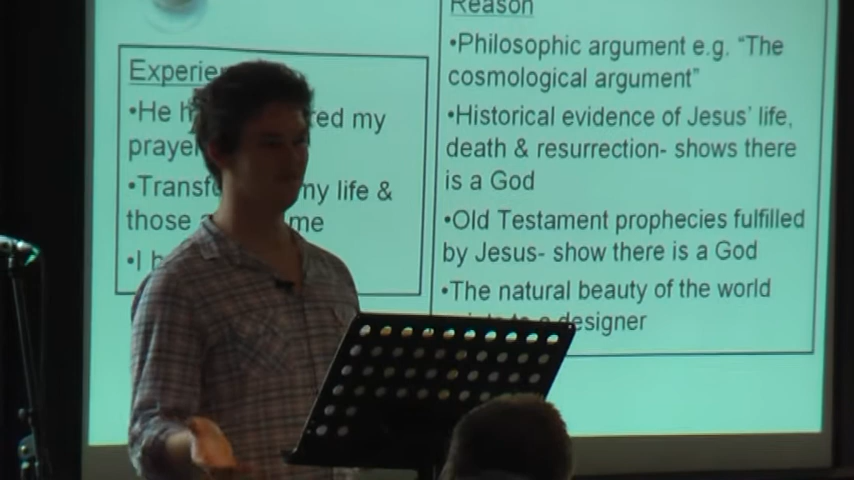 Experie
•He h red my
prayer
•Transf my life &
those a me
•I h
Reason
•Philosophic argument e.g. “The
cosmological argument”
•Historical evidence of Jesus’ life,
death & resurrection- shows there
is a God
•Old Testament prophecies fulfilled
by Jesus- show there is a God
•The natural beauty of the world
to a designer